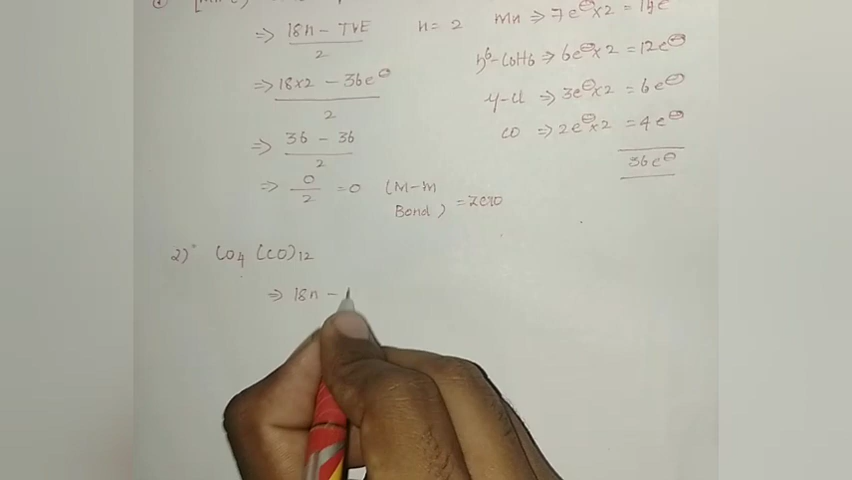 ⇒ 18n - TVE / 2    n = 2    Mn ⇒ 7e⊖ x 2 = 14e
⇒ 18x2 - 36e⊖ / 2    η6-C6H6 ⇒ 6e⊖ x 2 = 12e⊖
μ-Cl ⇒ 3e⊖ x 2 = 6e⊖
⇒ 36 - 36 / 2    CO ⇒ 2e⊖ x 2 = 4e⊖
36e⊖
⇒ 0/2 = 0 (M-M Bond) = Zero
2) Co4 (CO)12
⇒ 18n -